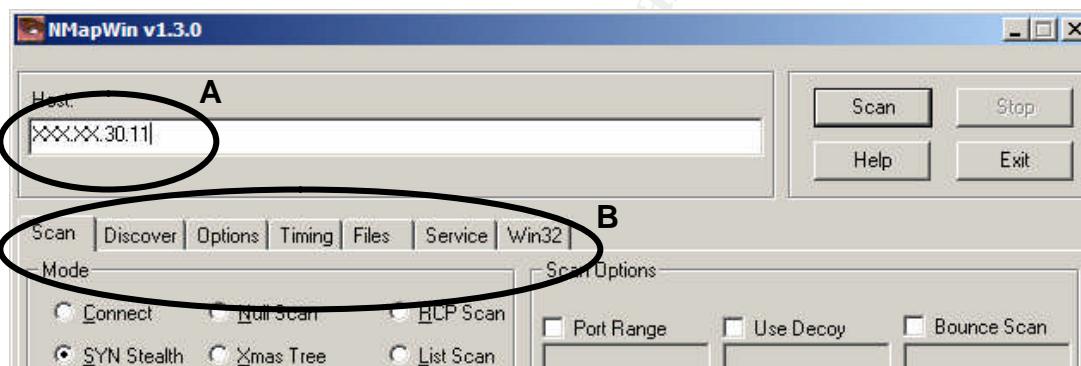 NMapWin v1.3.0
Host:
A
XXX.XX.30.11
Scan Stop
Help Exit
B
Scan Discover Options Timing Files Service Win32
Mode
Connect Null Scan RCP Scan
SYN Stealth Xmas Tree List Scan
Scan Options
Port Range Use Decoy Bounce Scan